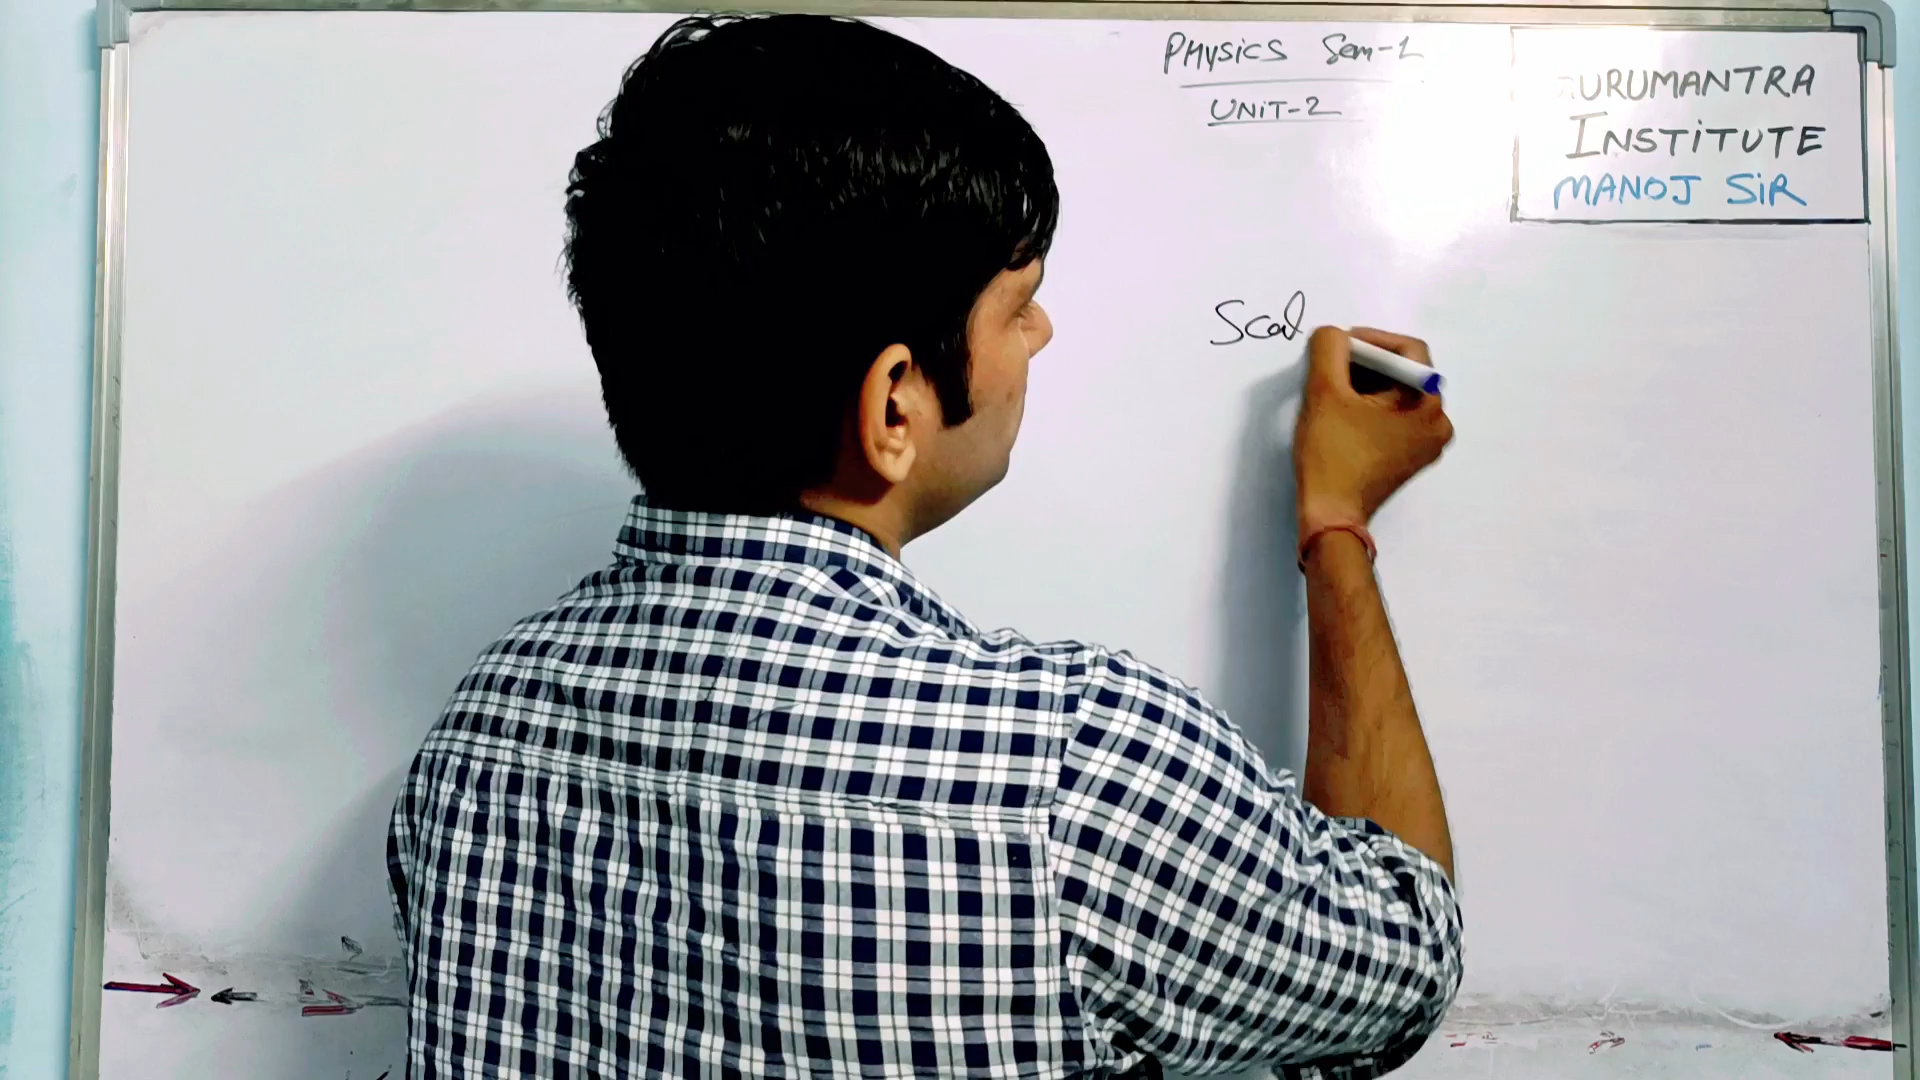 PHYSICS Sem-1
UNiT-2
URUMANTRA
INSTiTUTE
MANOJ SiR
Scal